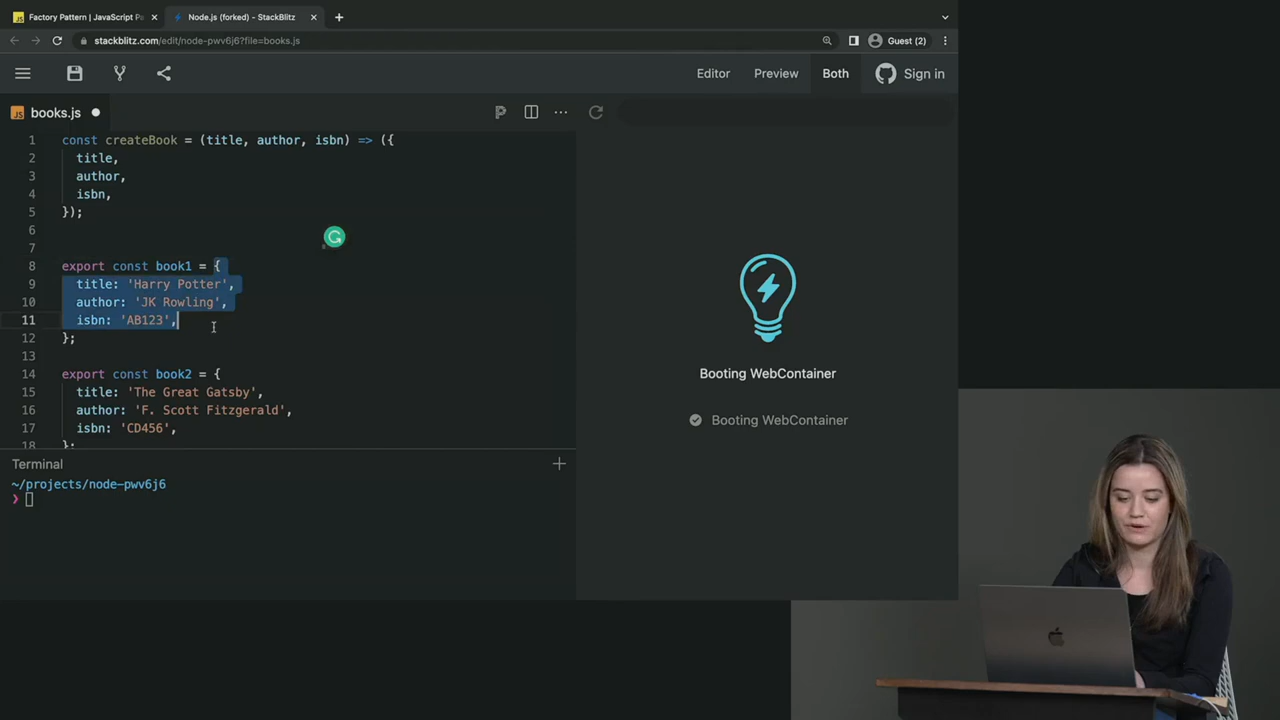 Factory Pattern | JavaScript Pa
Node.js (forked) - StackBlitz
stackblitz.com/edit/node-pwv6j6?file=books.js
Guest (2)
Editor
Preview
Both
Sign in
JS books.js
1 const createBook = (title, author, isbn) => ({
2 title,
3 author,
4 isbn,
5 });
6
7
8 export const book1 = {
9 title: 'Harry Potter',
10 author: 'JK Rowling',
11 isbn: 'AB123',
12 };
13
14 export const book2 = {
15 title: 'The Great Gatsby',
16 author: 'F. Scott Fitzgerald',
17 isbn: 'CD456',
18 };
Booting WebContainer
Booting WebContainer
Terminal
~/projects/node-pwv6j6
❯